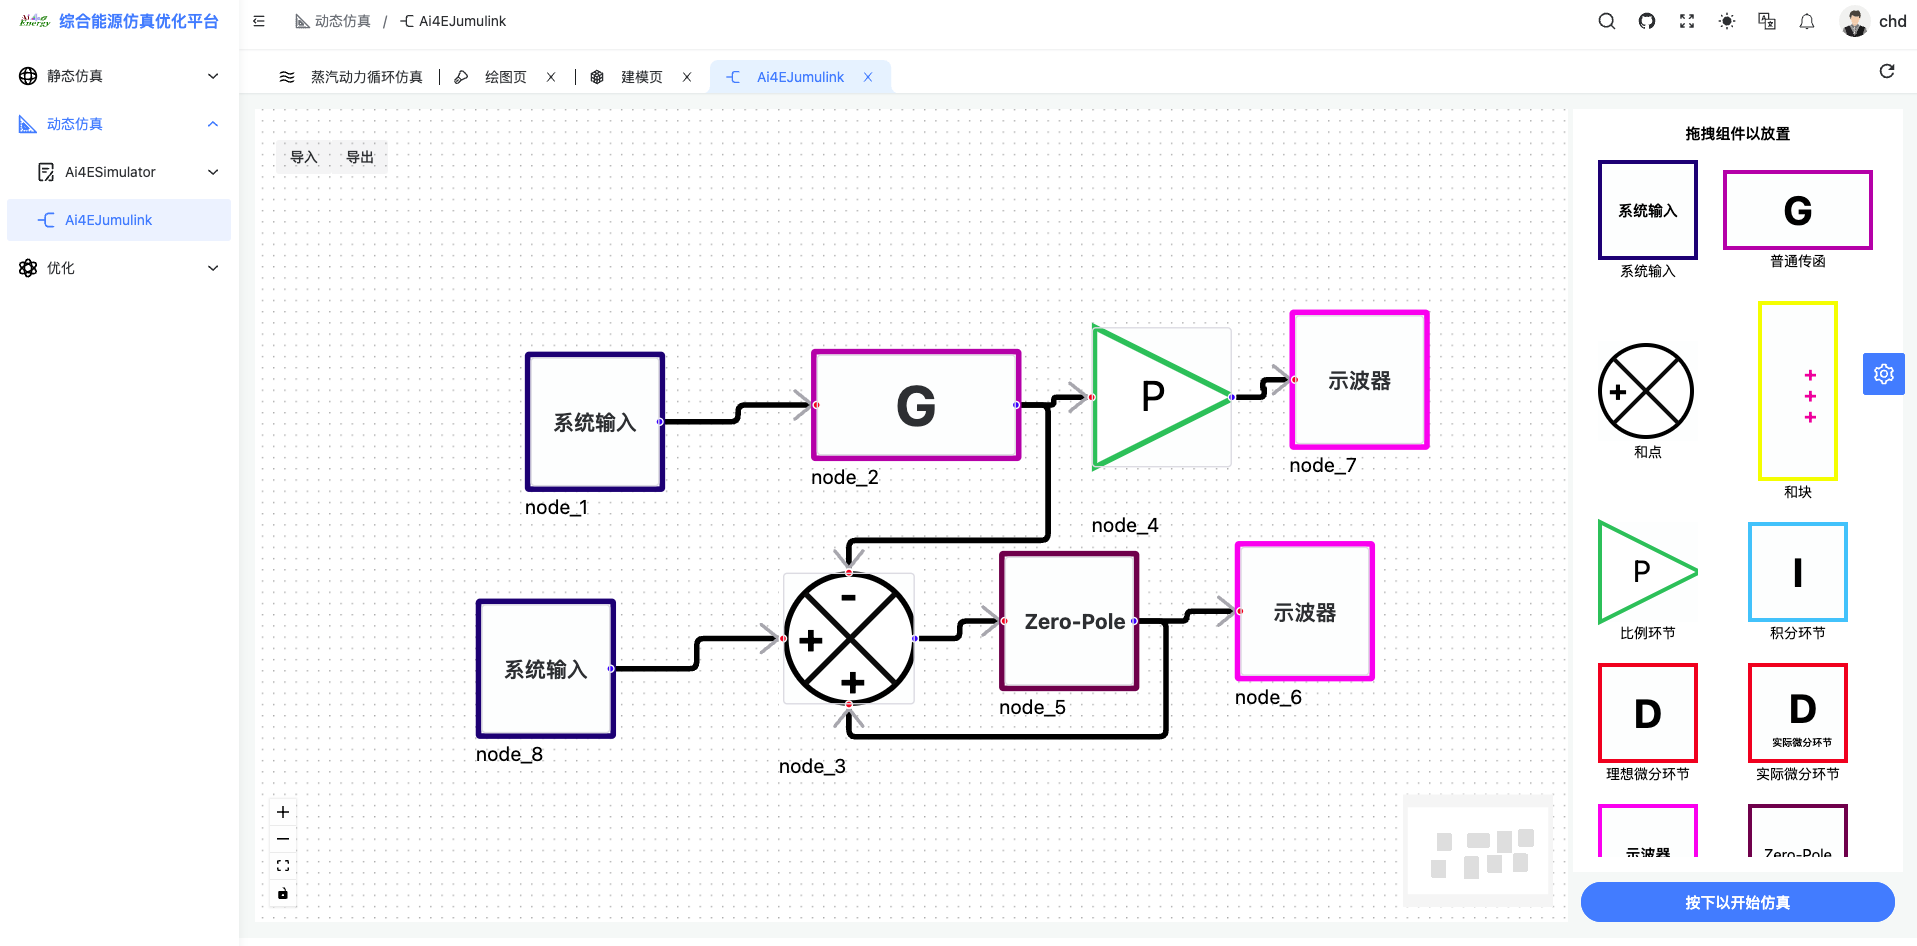 Ai4Energy 综合能源仿真优化平台
动态仿真 / Ai4EJumulink
chd
静态仿真
动态仿真
Ai4ESimulator
Ai4EJumulink
优化
蒸汽动力循环仿真
绘图页
建模页
Ai4EJumulink
导入 导出
系统输入
node_1
G
node_2
P
node_4
示波器
node_7
系统输入
node_8
-
+
+
node_3
Zero-Pole
node_5
示波器
node_6
拖拽组件以放置
系统输入
系统输入
G
普通传函
+
和点
+
+
+
和块
P
比例环节
I
积分环节
D
理想微分环节
D
实际微分环节
实际微分环节
示波器
Zero-Pole
按下以开始仿真